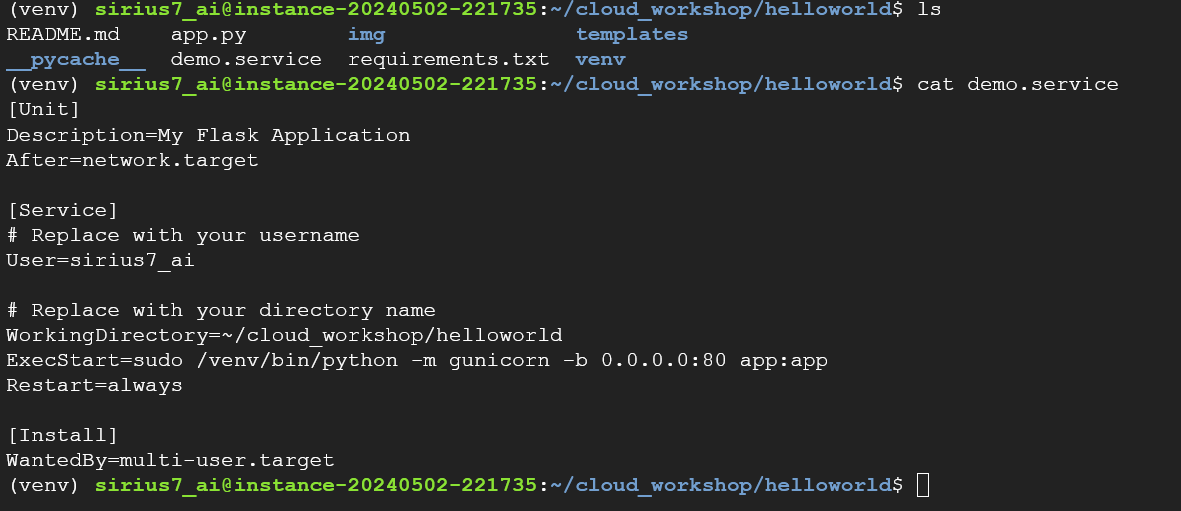 (venv) sirius7_ai@instance-20240502-221735:~/cloud_workshop/helloworld$ ls
README.md    app.py        img               templates
__pycache__  demo.service  requirements.txt  venv
(venv) sirius7_ai@instance-20240502-221735:~/cloud_workshop/helloworld$ cat demo.service
[Unit]
Description=My Flask Application
After=network.target

[Service]
# Replace with your username
User=sirius7_ai

# Replace with your directory name
WorkingDirectory=~/cloud_workshop/helloworld
ExecStart=sudo /venv/bin/python -m gunicorn -b 0.0.0.0:80 app:app
Restart=always

[Install]
WantedBy=multi-user.target
(venv) sirius7_ai@instance-20240502-221735:~/cloud_workshop/helloworld$